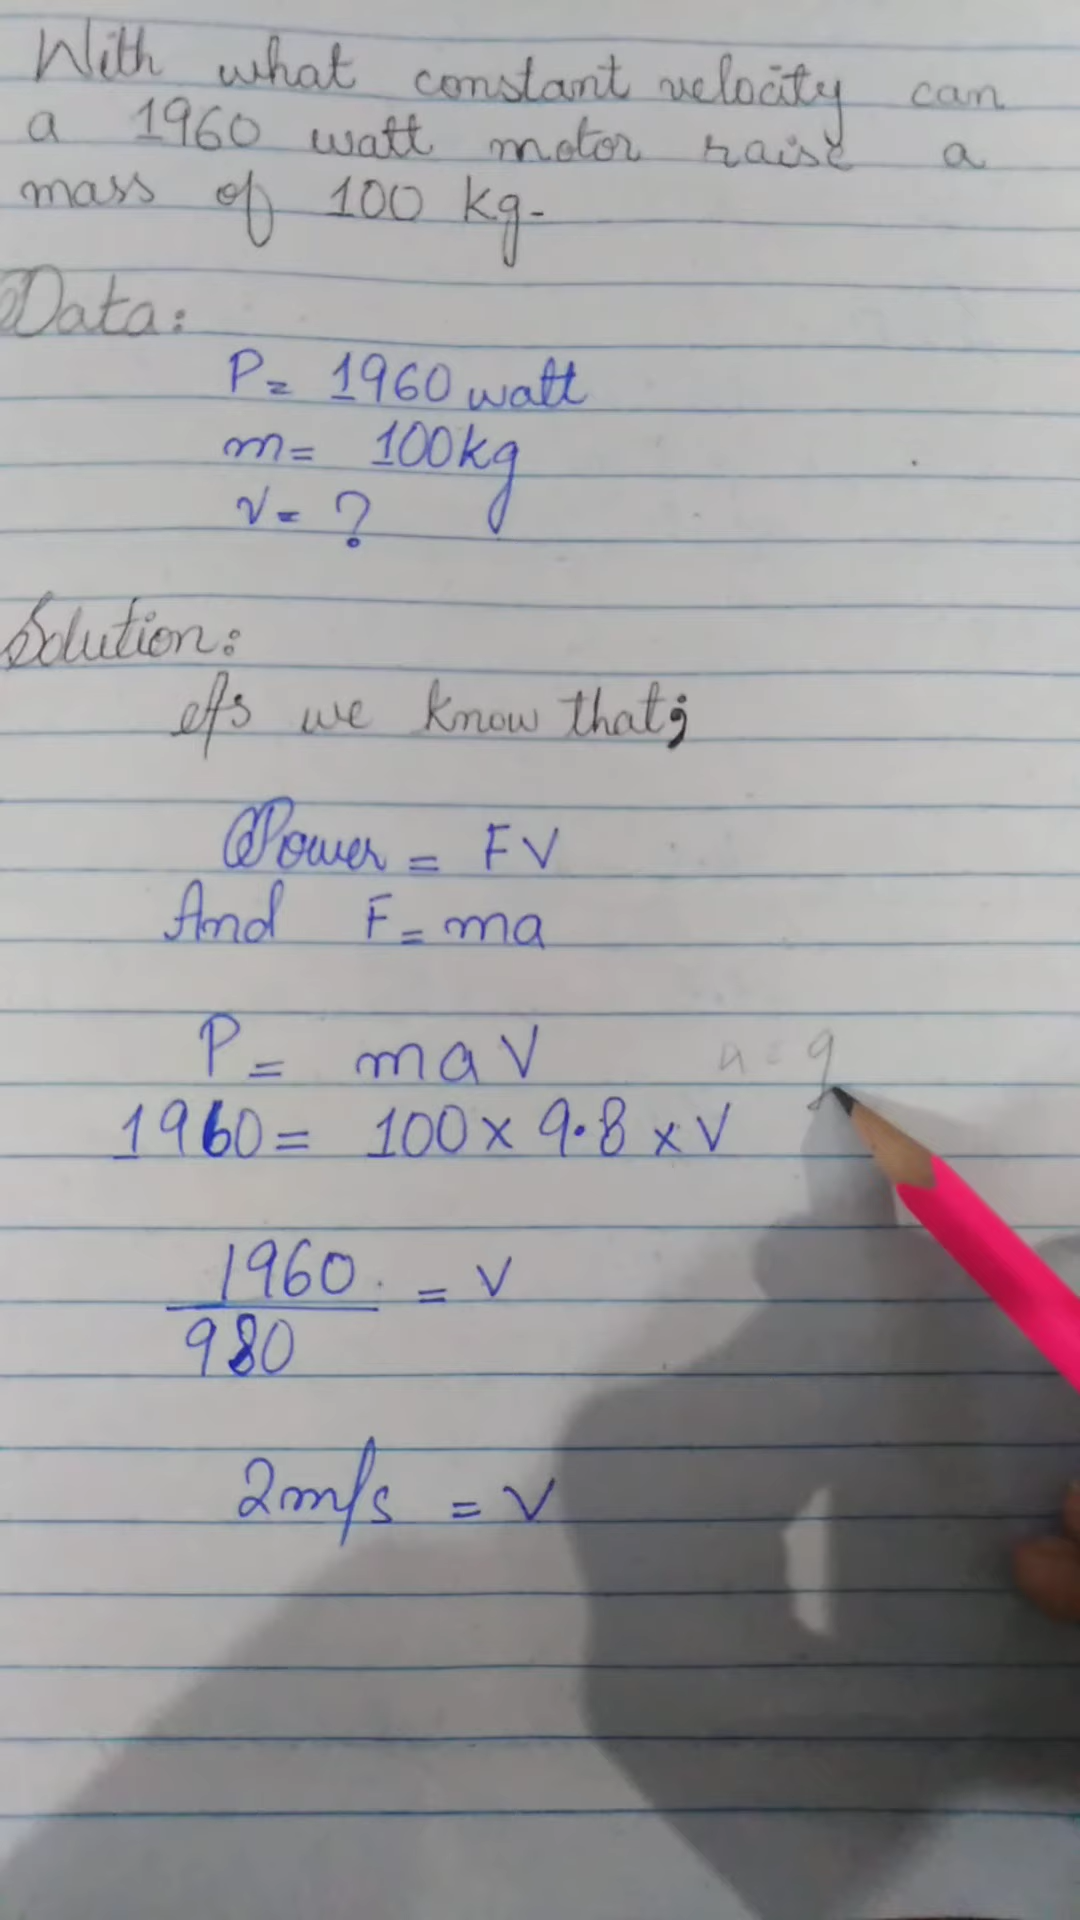 With what constant velocity can
a 1960 watt motor raise a
mass of 100 kg-
Data:
P= 1960 watt
m= 100kg
v= ?
Solution:
As we know that;
Power = FV
And F=ma
P= maV
a = g
1960= 100 x 9.8 x V
1960
980
= V
2m/s = V